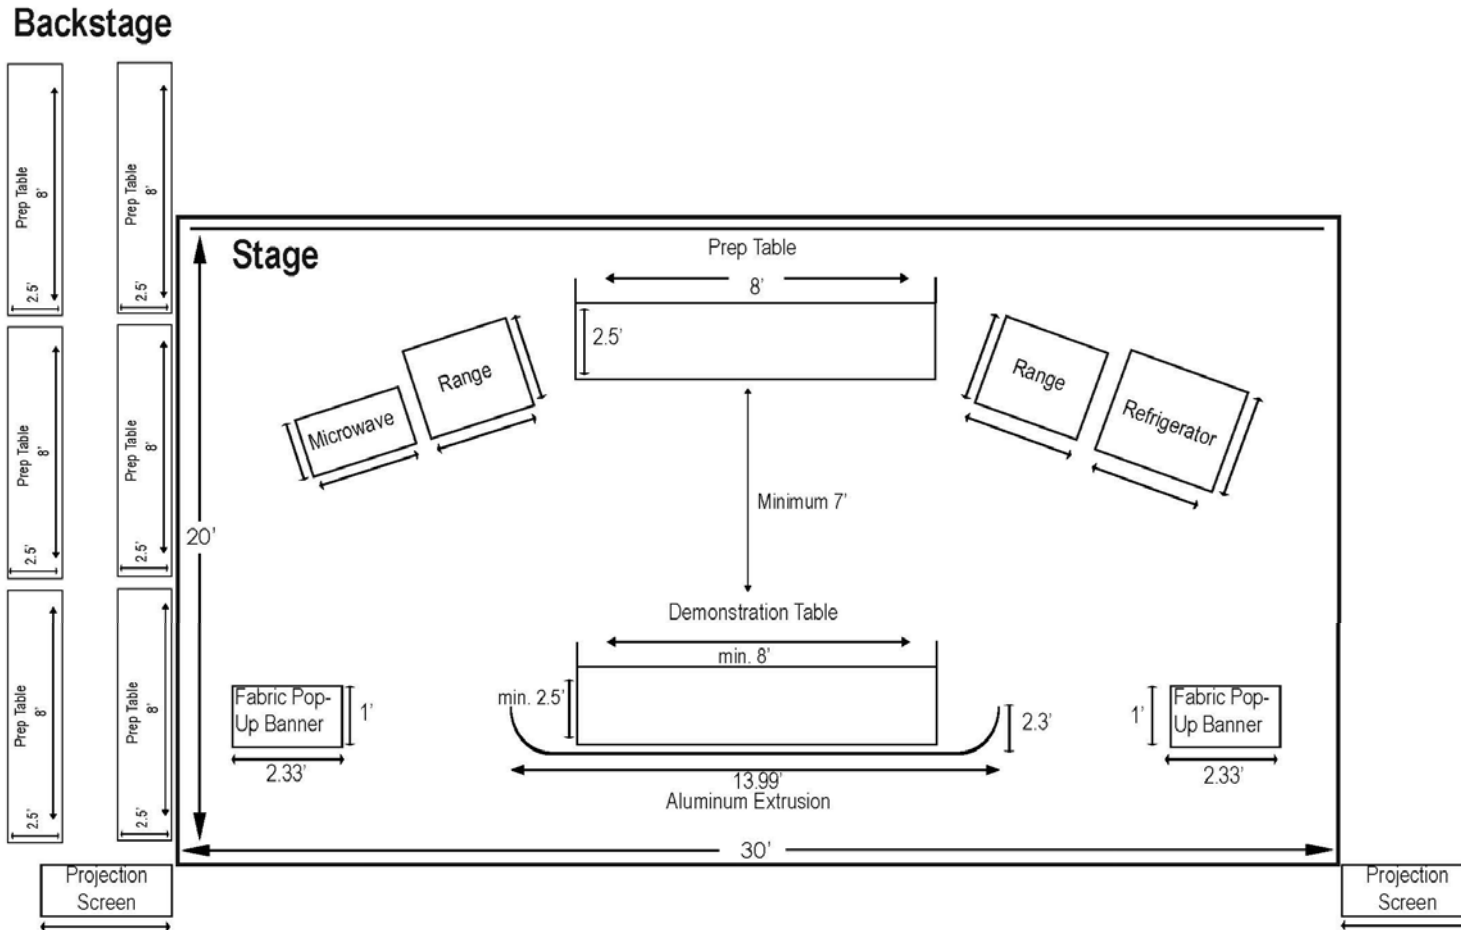 Backstage
Prep Table
8'
2.5'
Prep Table
8'
2.5'
Prep Table
8'
2.5'
Prep Table
8'
2.5'
Prep Table
8'
2.5'
Prep Table
8'
2.5'
Stage
Prep Table
8'
2.5'
Range
Microwave
Range
Refrigerator
Minimum 7'
20'
Demonstration Table
min. 8'
min. 2.5'
Fabric Pop-
Up Banner
1'
2.33'
2.3'
13.99'
Aluminum Extrusion
1'
Fabric Pop-
Up Banner
2.33'
30'
Projection
Screen
Projection
Screen